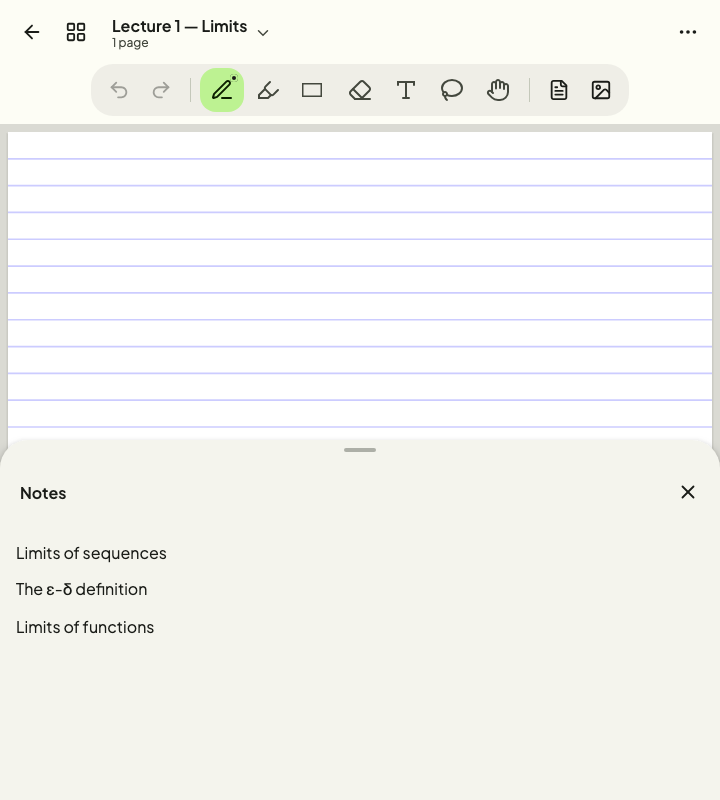 Lecture 1 — Limits
1 page
Notes
Limits of sequences
The ε-δ definition
Limits of functions